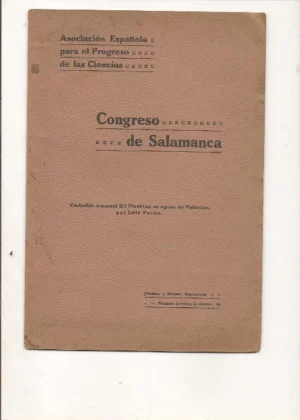 Asociación Española
para el Progreso
de las Ciencias
Congreso
de Salamanca
Variación estacional del Plankton en aguas de Valencia,
por Luis Pardo.